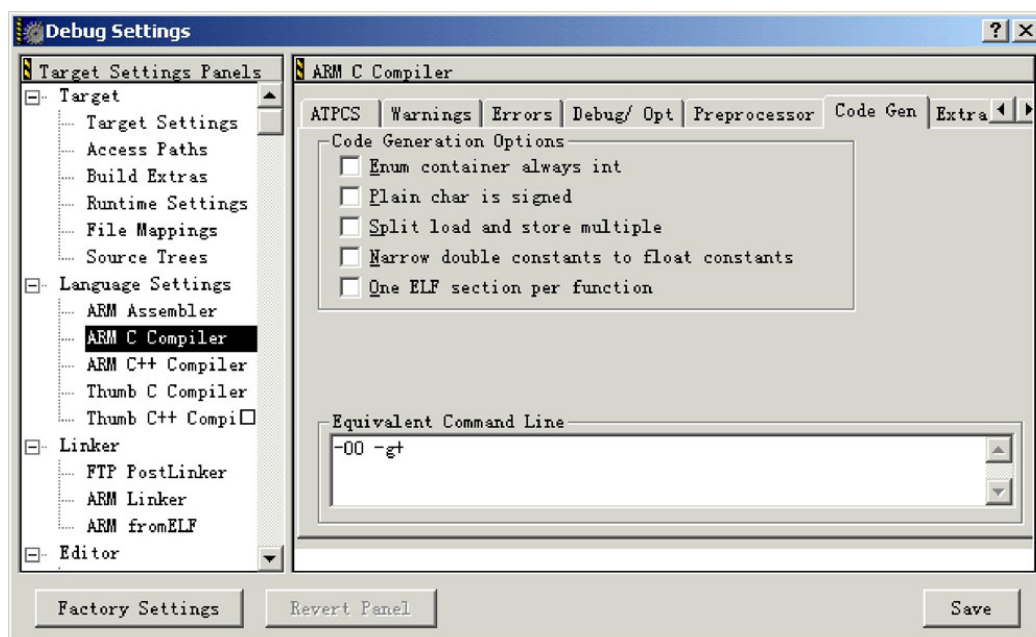 Debug Settings
Target Settings Panels
Target
Target Settings
Access Paths
Build Extras
Runtime Settings
File Mappings
Source Trees
Language Settings
ARM Assembler
ARM C Compiler
ARM C++ Compiler
Thumb C Compiler
Thumb C++ Compi□
Linker
FTP PostLinker
ARM Linker
ARM fromELF
Editor
ARM C Compiler
ATPCS Warnings Errors Debug/ Opt Preprocessor Code Gen Extra
Code Generation Options
Enum container always int
Plain char is signed
Split load and store multiple
Narrow double constants to float constants
One ELF section per function
Equivalent Command Line
-O0 -g+
Factory Settings Revert Panel Save